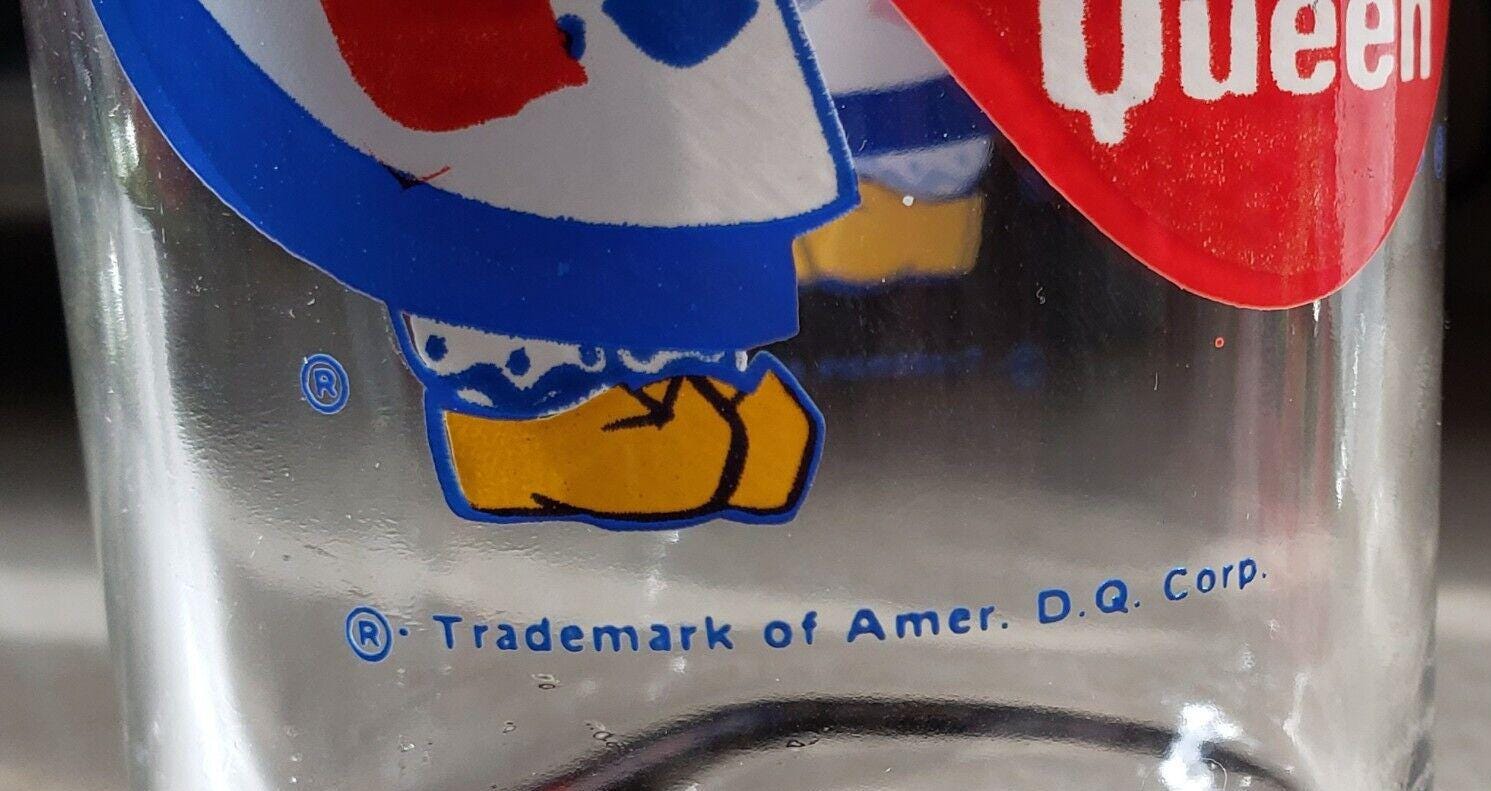 Queen
®
®· Trademark of Amer. D.Q. Corp.